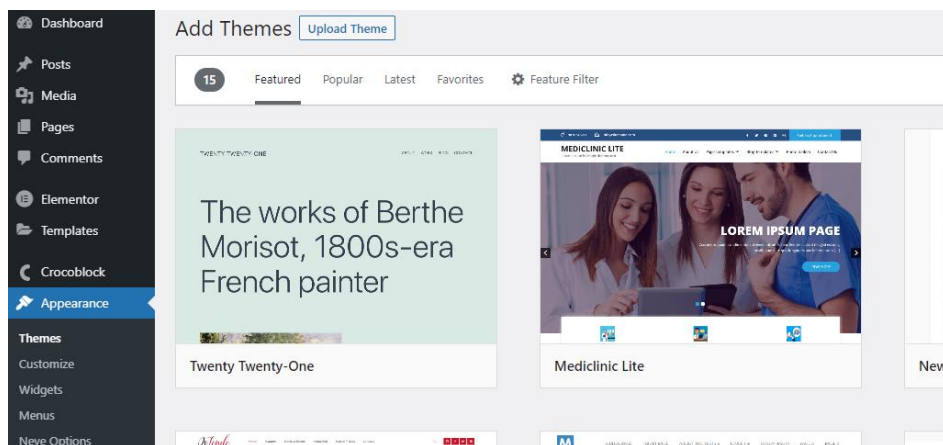 Dashboard
Posts
Media
Pages
Comments
Elementor
Templates
Crocoblock
Appearance
Themes
Customize
Widgets
Menus
Neve Options
Add Themes Upload Theme
15 Featured Popular Latest Favorites Feature Filter
TWENTY TWENTY-ONE
The works of Berthe
Morisot, 1800s-era
French painter
Twenty Twenty-One
MEDICLINIC LITE
LOREM IPSUM PAGE
Mediclinic Lite
New
M